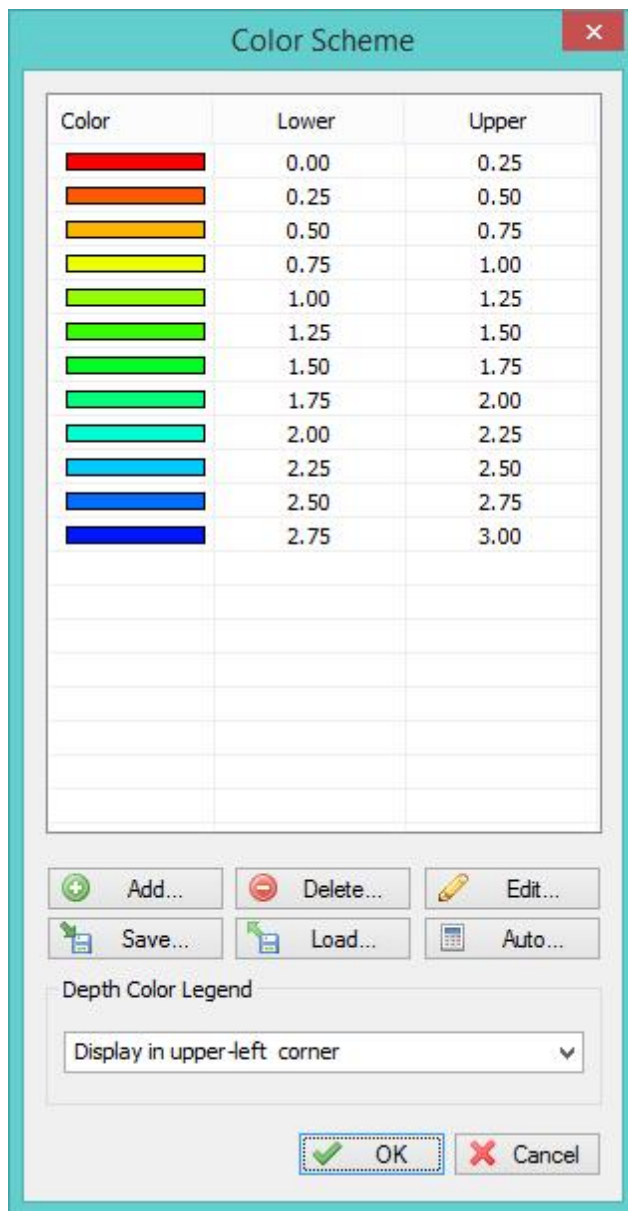 Color Scheme
Color Lower Upper
0.00 0.25
0.25 0.50
0.50 0.75
0.75 1.00
1.00 1.25
1.25 1.50
1.50 1.75
1.75 2.00
2.00 2.25
2.25 2.50
2.50 2.75
2.75 3.00
Add... Delete... Edit...
Save... Load... Auto...
Depth Color Legend
Display in upper-left corner
OK Cancel